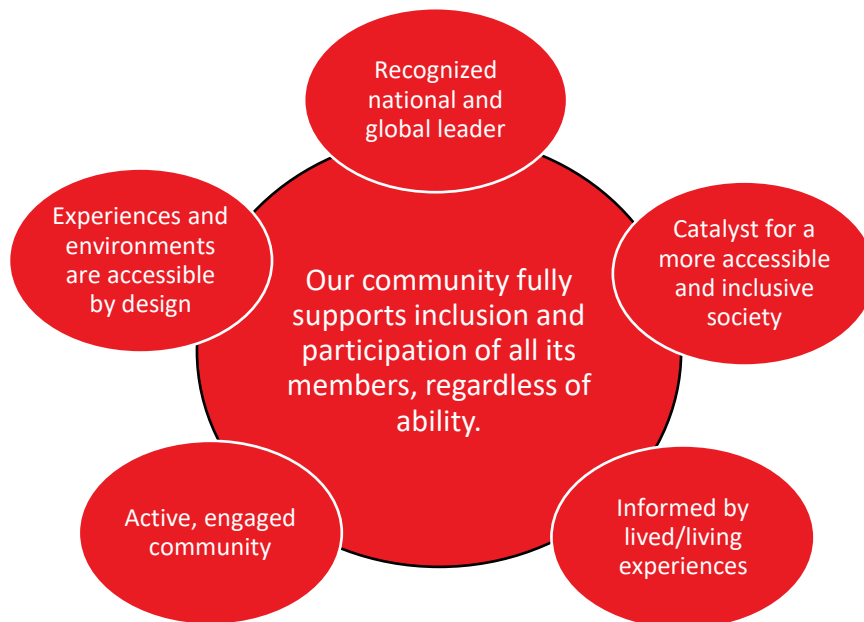 Recognized
national and
global leader
Experiences and
environments
are accessible
by design
Catalyst for a
more accessible
and inclusive
society
Our community fully
supports inclusion and
participation of all its
members, regardless of
ability.
Active, engaged
community
Informed by
lived/living
experiences